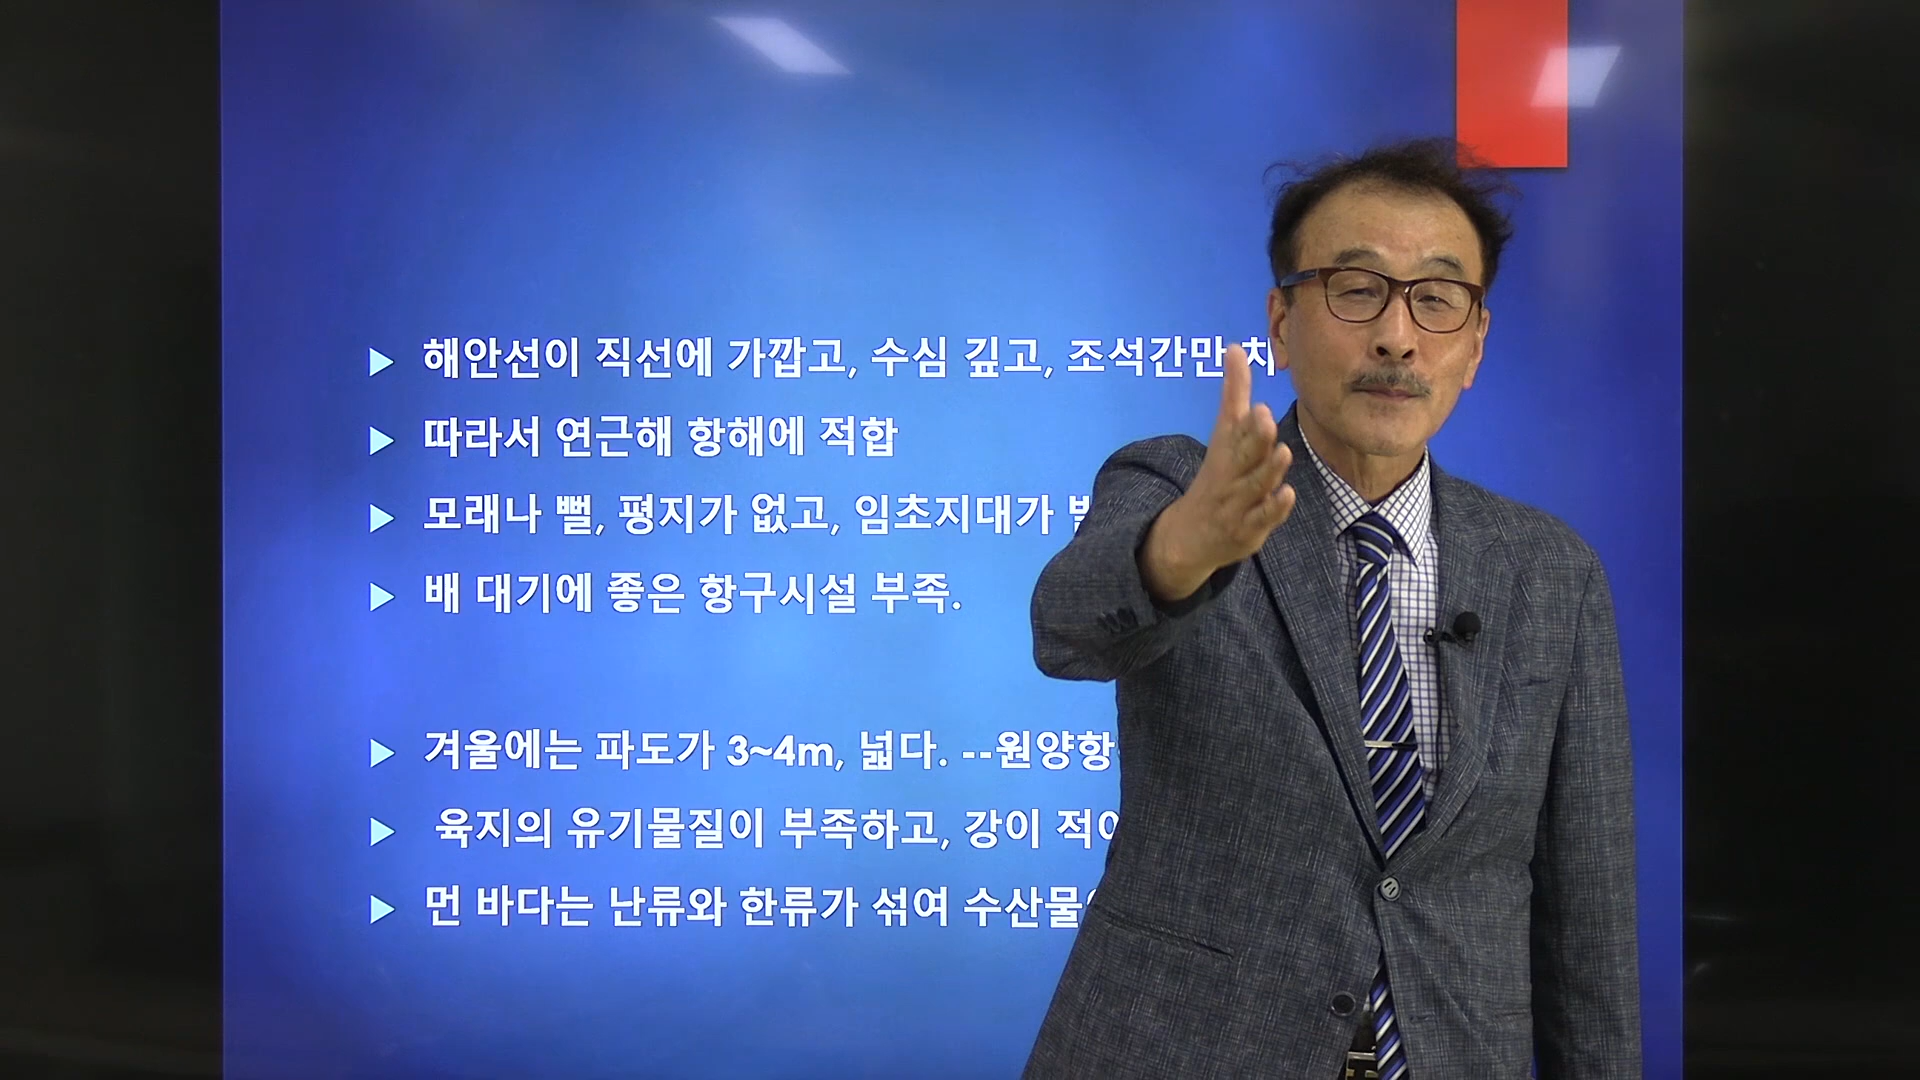 해안선이 직선에 가깝고, 수심 깊고, 조석간만 차
따라서 연근해 항해에 적합
모래나 뻘, 평지가 없고, 임초지대가
배 대기에 좋은 항구시설 부족.
겨울에는 파도가 3~4m, 넓다. --원양항
육지의 유기물질이 부족하고, 강이
먼 바다는 난류와 한류가 섞여